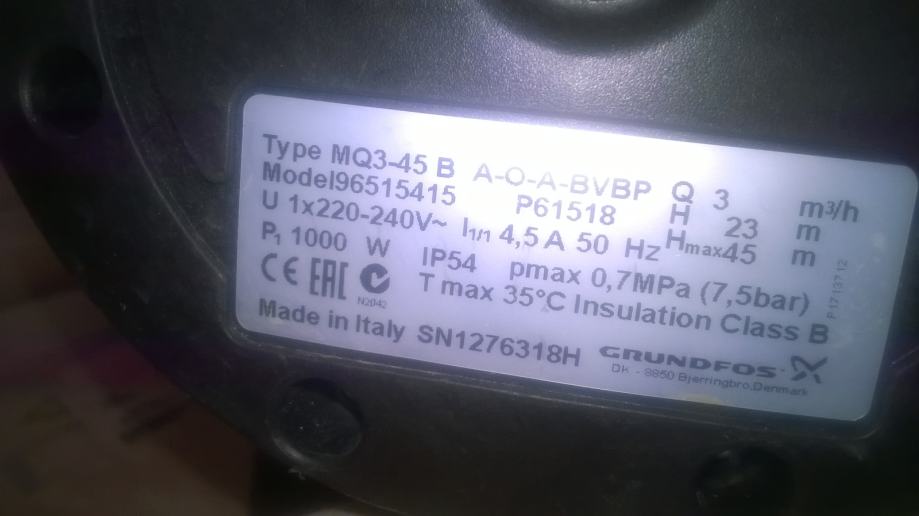 Type MQ3-45 B A-O-A-BVBP Q 3 m³/h
Model96515415 P61518 H 23 m
U 1x220-240V~ I1/1 4,5 A 50 Hz Hmax45 m
P1 1000 W IP54 pmax 0,7MPa (7,5bar)
CE EAC N2042 T max 35°C Insulation Class B
P1713712
Made in Italy SN1276318H GRUNDFOS
DK - 8850 Bjerringbro, Denmark